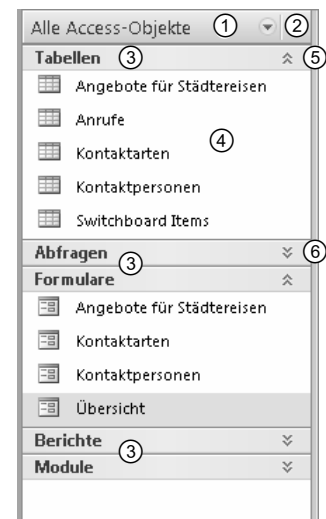 Alle Access-Objekte ① ②
Tabellen ③ ⑤
Angebote für Städtereisen
Anrufe
④
Kontaktarten
Kontaktpersonen
Switchboard Items
Abfragen ③ ⑥
Formulare
Angebote für Städtereisen
Kontaktarten
Kontaktpersonen
Übersicht
Berichte ③
Module